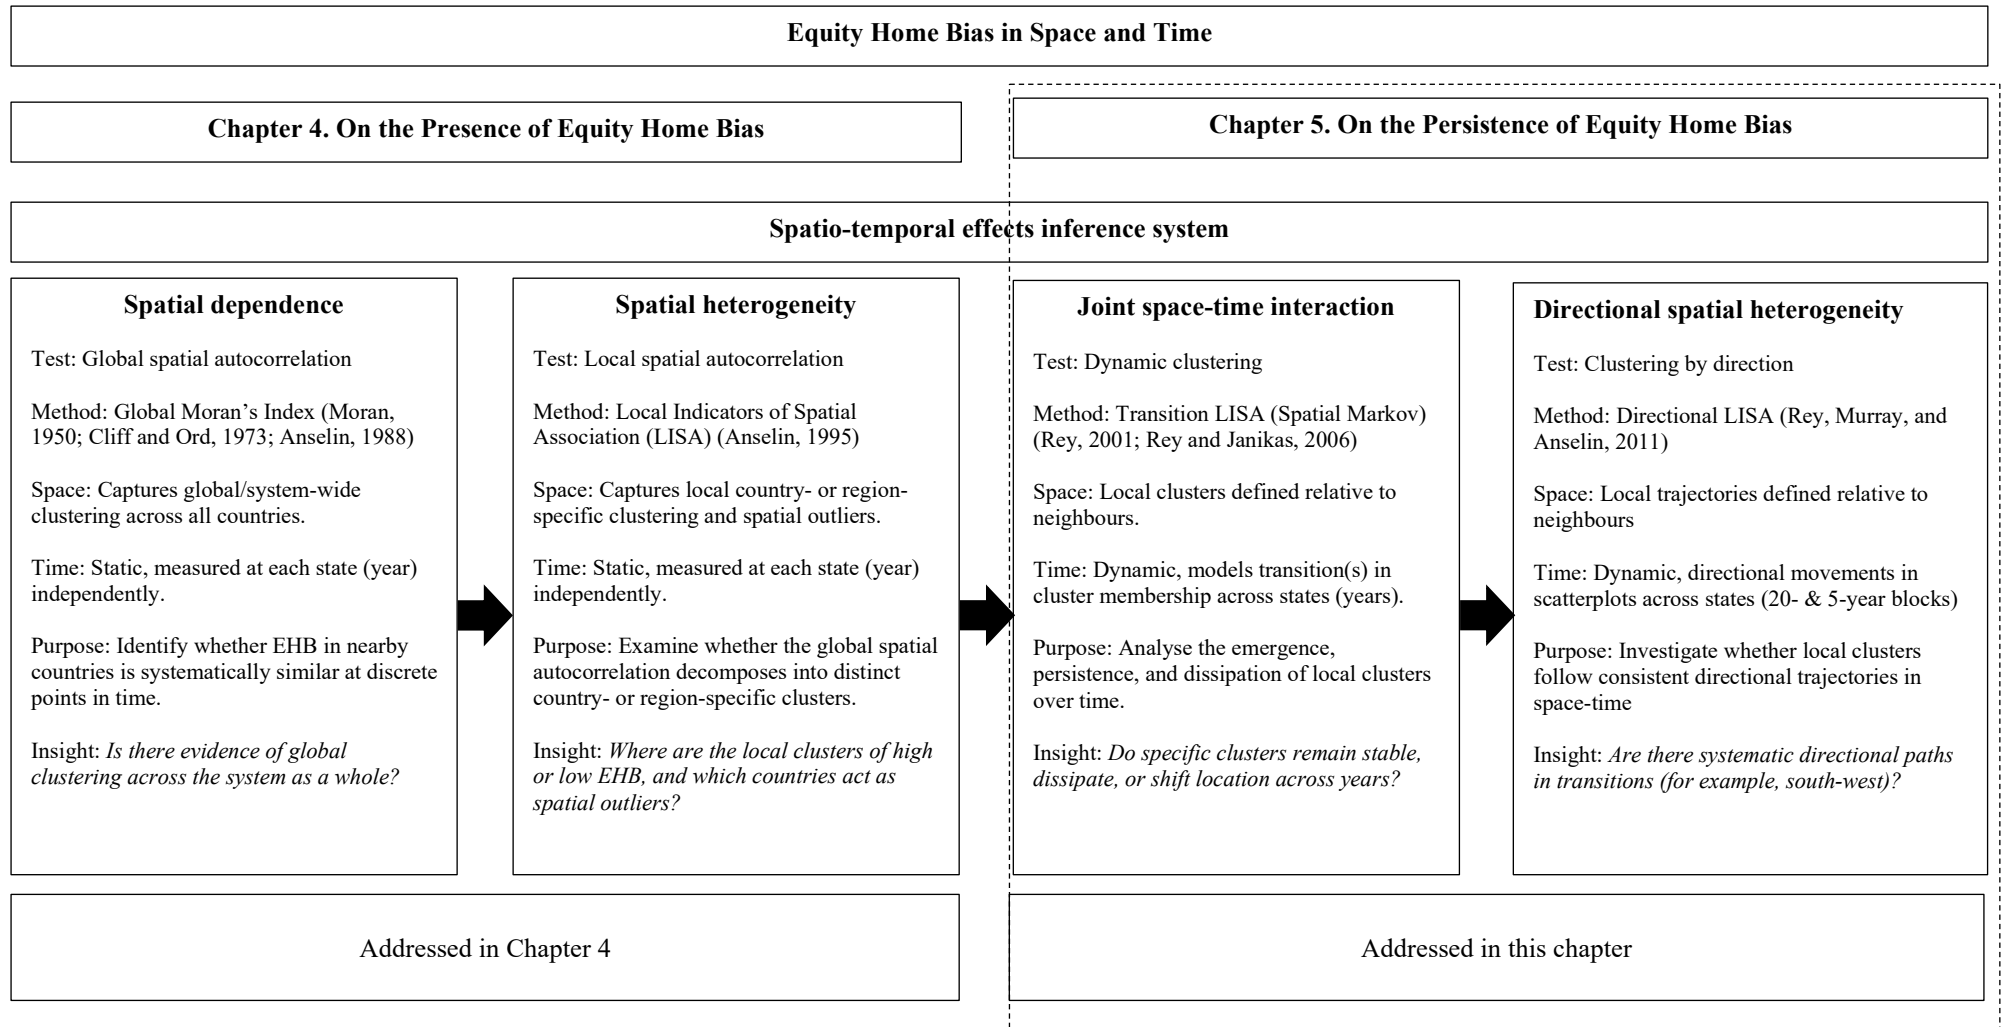 Equity Home Bias in Space and Time
Chapter 4. On the Presence of Equity Home Bias
Chapter 5. On the Persistence of Equity Home Bias
Spatio-temporal effects inference system
Spatial dependence
Test: Global spatial autocorrelation
Method: Global Moran’s Index (Moran,
1950; Cliff and Ord, 1973; Anselin, 1988)
Space: Captures global/system-wide
clustering across all countries.
Time: Static, measured at each state (year)
independently.
Purpose: Identify whether EHB in nearby
countries is systematically similar at discrete
points in time.
Insight: Is there evidence of global
clustering across the system as a whole?
Spatial heterogeneity
Test: Local spatial autocorrelation
Method: Local Indicators of Spatial
Association (LISA) (Anselin, 1995)
Space: Captures local country- or region-
specific clustering and spatial outliers.
Time: Static, measured at each state (year)
independently.
Purpose: Examine whether the global spatial
autocorrelation decomposes into distinct
country- or region-specific clusters.
Insight: Where are the local clusters of high
or low EHB, and which countries act as
spatial outliers?
Joint space-time interaction
Test: Dynamic clustering
Method: Transition LISA (Spatial Markov)
(Rey, 2001; Rey and Janikas, 2006)
Space: Local clusters defined relative to
neighbours.
Time: Dynamic, models transition(s) in
cluster membership across states (years).
Purpose: Analyse the emergence,
persistence, and dissipation of local clusters
over time.
Insight: Do specific clusters remain stable,
dissipate, or shift location across years?
Directional spatial heterogeneity
Test: Clustering by direction
Method: Directional LISA (Rey, Murray, and
Anselin, 2011)
Space: Local trajectories defined relative to
neighbours
Time: Dynamic, directional movements in
scatterplots across states (20- & 5-year blocks)
Purpose: Investigate whether local clusters
follow consistent directional trajectories in
space-time
Insight: Are there systematic directional paths
in transitions (for example, south-west)?
Addressed in Chapter 4
Addressed in this chapter